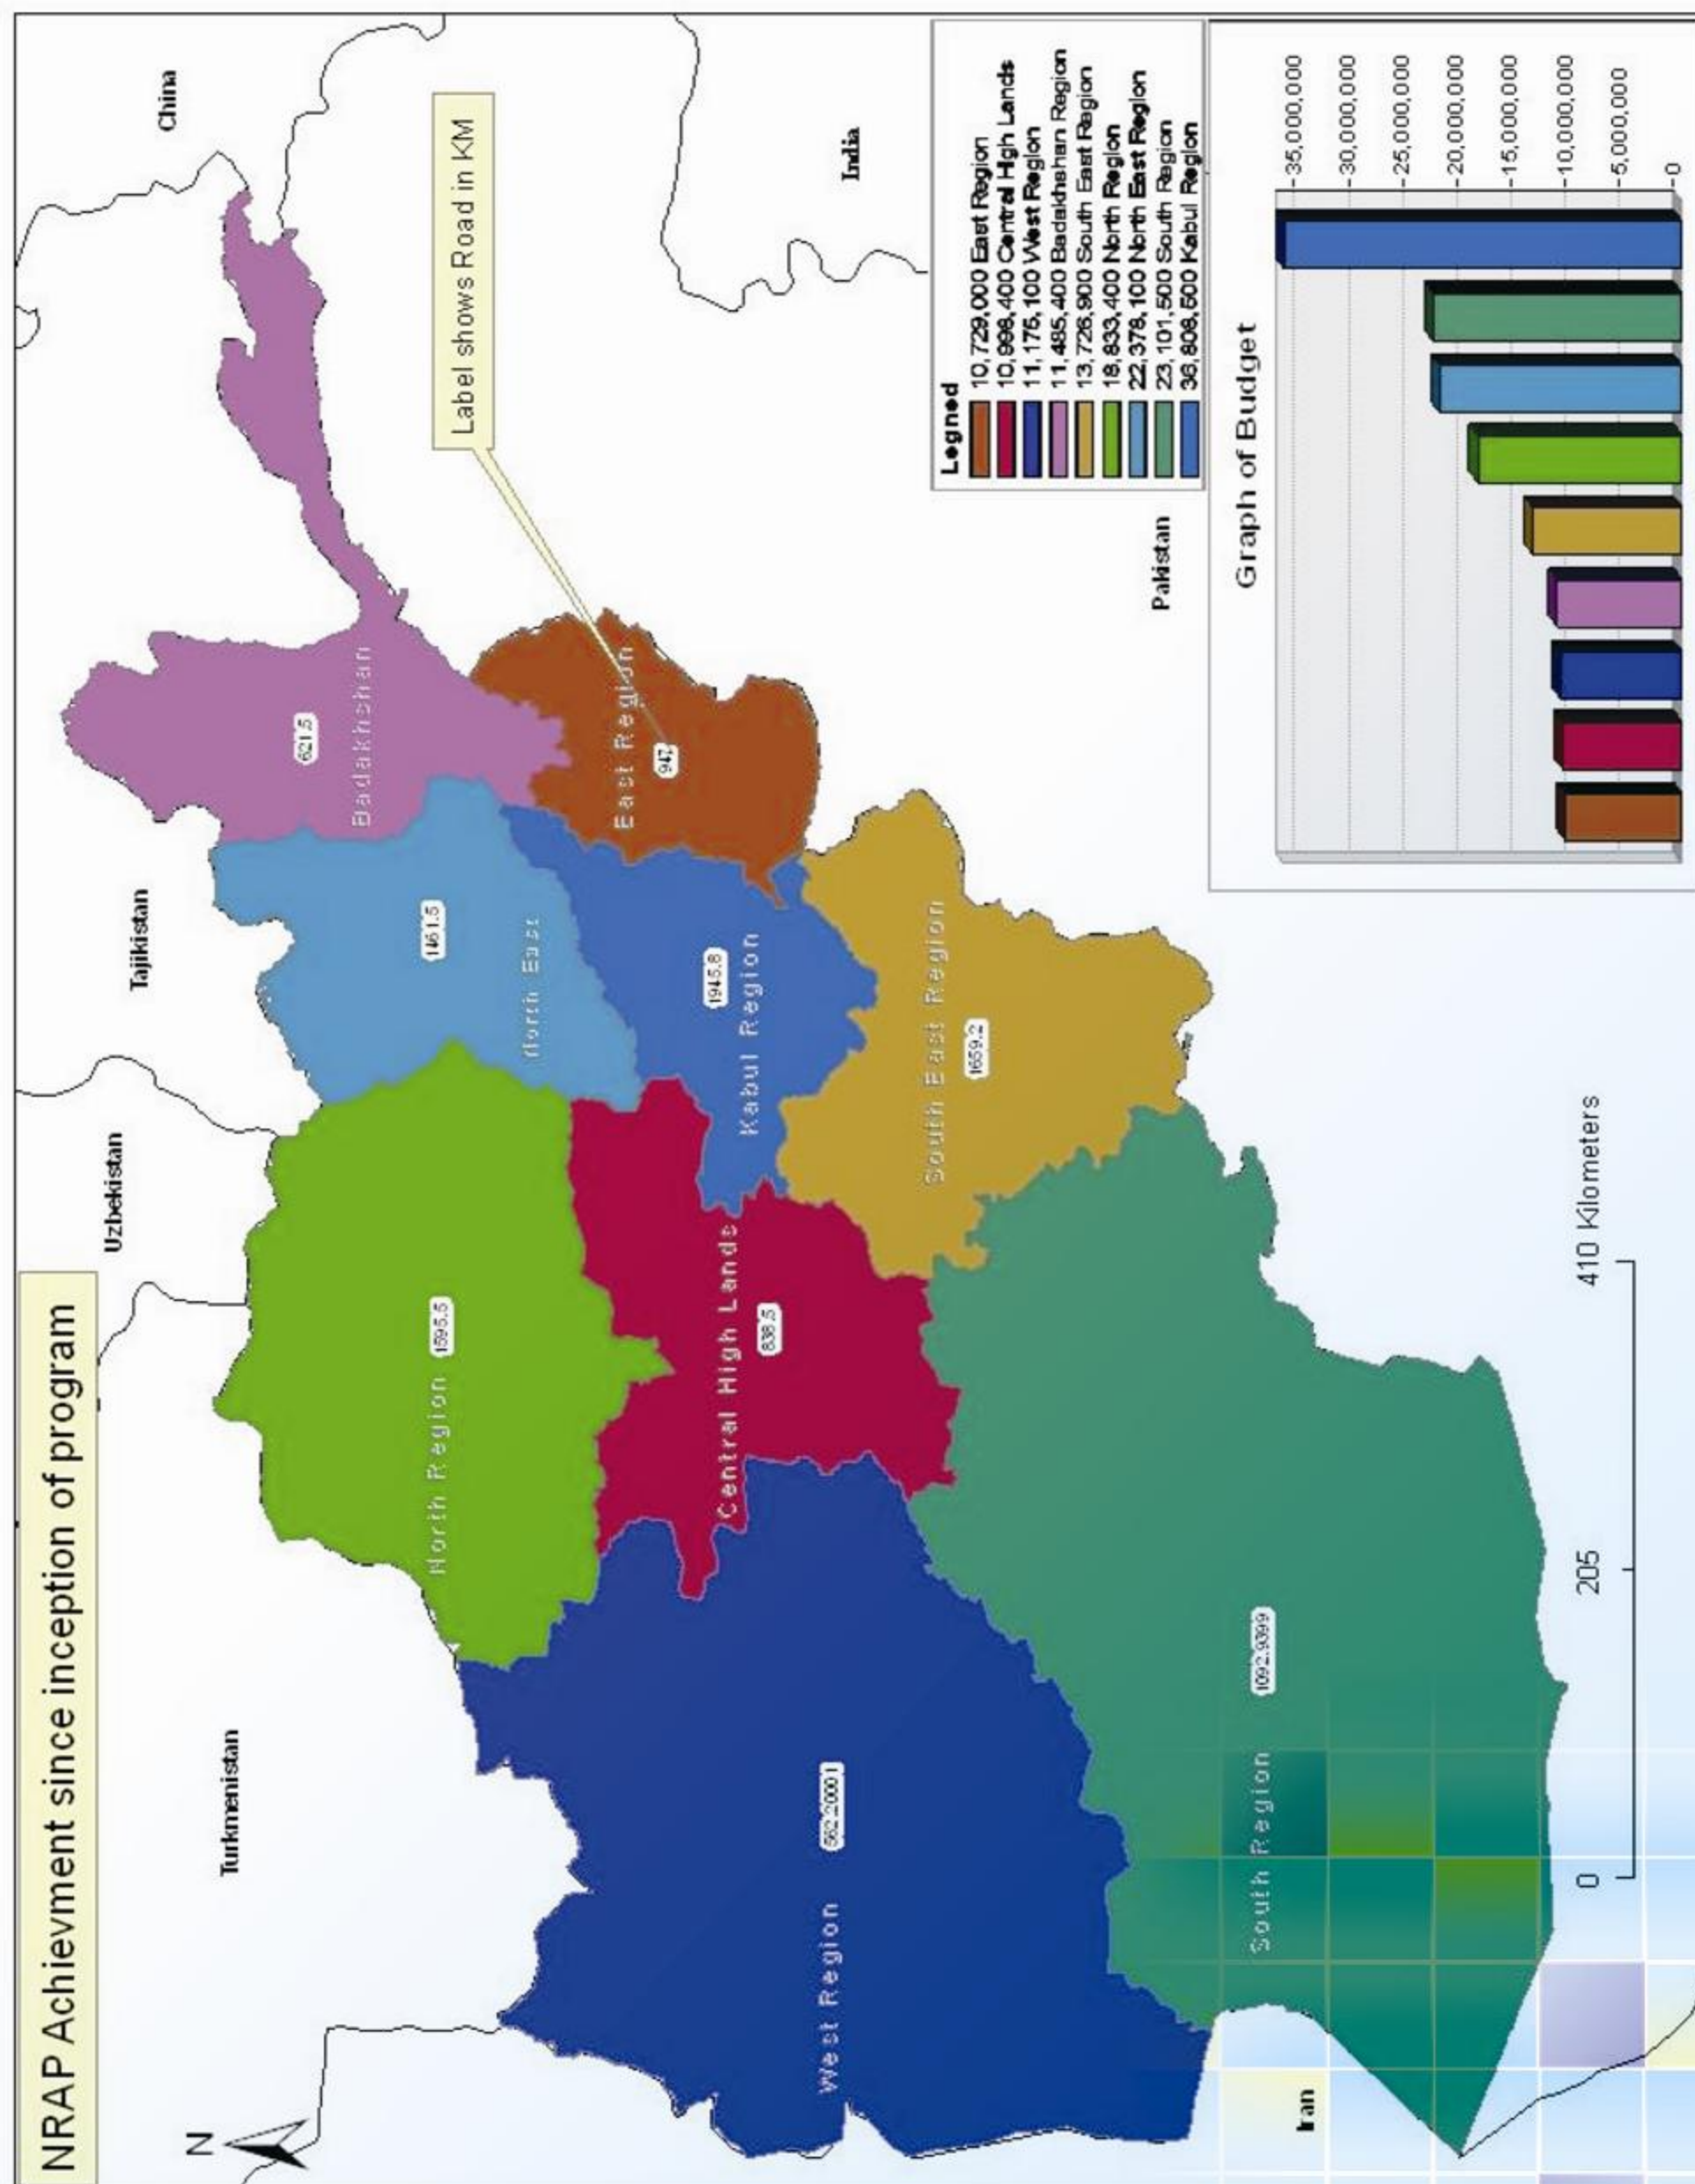 NRAP Achievment since inception of program
N
China
Tajikistan
Uzbekistan
Turkmenistan
India
Pakistan
Iran
Label shows Road in KM
621.5
Badakhshan
1461.5
North East
East Region
947
1945.8
Kabul Region
North Region
1595.5
Central High Lands
838.5
South East Region
1659.2
West Region
562.20001
South Region
1092.9399
0 205 410 Kilometers
Legned
10,729,000 East Region
10,998,400 Central High Lands
11,175,100 West Region
11,485,400 Badakhshan Region
13,726,900 South East Region
18,833,400 North Region
22,378,100 North East Region
23,101,500 South Region
36,808,500 Kabul Region
Graph of Budget
35,000,000
30,000,000
25,000,000
20,000,000
15,000,000
10,000,000
5,000,000
0